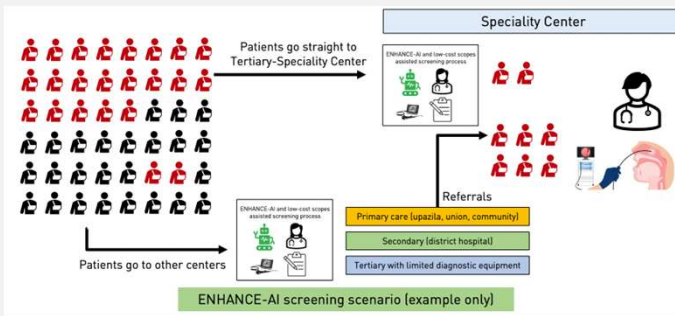 Speciality Center
Patients go straight to
Tertiary-Speciality Center
ENHANCE-AI and low-cost scopes
assisted screening process
Referrals
ENHANCE-AI and low-cost scopes
assisted screening process
Primary care (upazila, union, community)
Secondary (district hospital)
Tertiary with limited diagnostic equipment
Patients go to other centers
ENHANCE-AI screening scenario (example only)